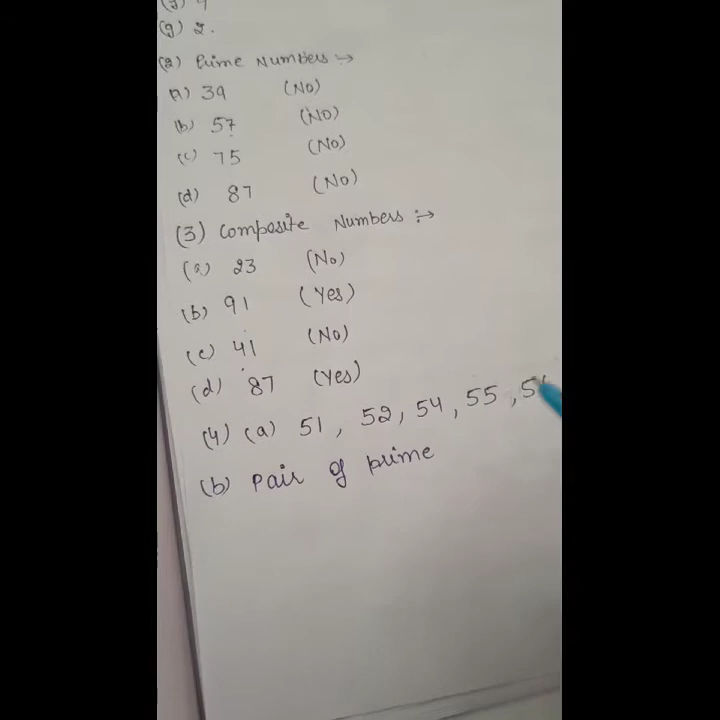 (g) 2.
(2) Prime Numbers :→
(a) 39 (No)
(b) 57 (No)
(c) 75 (No)
(d) 87 (No)
(3) Composite Numbers :→
(a) 23 (No)
(b) 91 (Yes)
(c) 41 (No)
(d) 87 (Yes)
(4) (a) 51, 52, 54, 55,
(b) Pair of prime